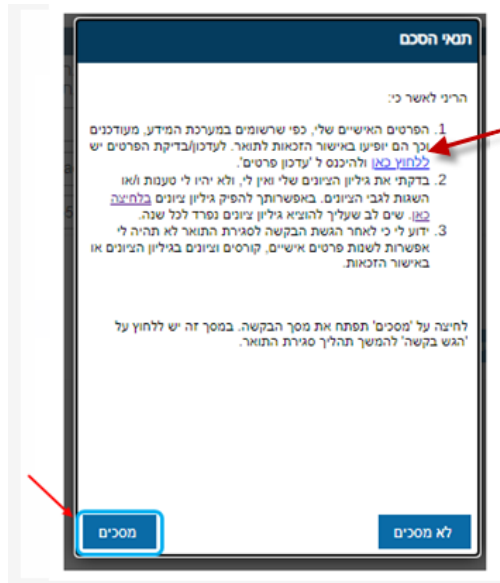 תנאי הסכם
הריני לאשר כי:
1. הפרטים האישיים שלי, כפי שרשומים במערכת המידע, מעודכנים
וכך הם יופיעו באישור הזכאות לתואר. לעדכון/בדיקת הפרטים יש
ללחוץ כאן ולהיכנס ל 'עדכון פרטים'.
2. בדקתי את גיליון הציונים שלי ואין לי, ולא יהיו לי טענות ו/או
השגות לגבי הציונים. באפשרותך להפיק גיליון ציונים בלחיצה
כאן. שים לב שעליך להוציא גיליון ציונים נפרד לכל שנה.
3. ידוע לי כי לאחר הגשת הבקשה לסגירת התואר לא תהיה לי
אפשרות לשנות פרטים אישיים, קורסים וציונים בגיליון הציונים או
באישור הזכאות.
לחיצה על 'מסכים' תפתח את מסך הבקשה. במסך זה יש ללחוץ על
'הגש בקשה' להמשך תהליך סגירת התואר.
לא מסכים
מסכים